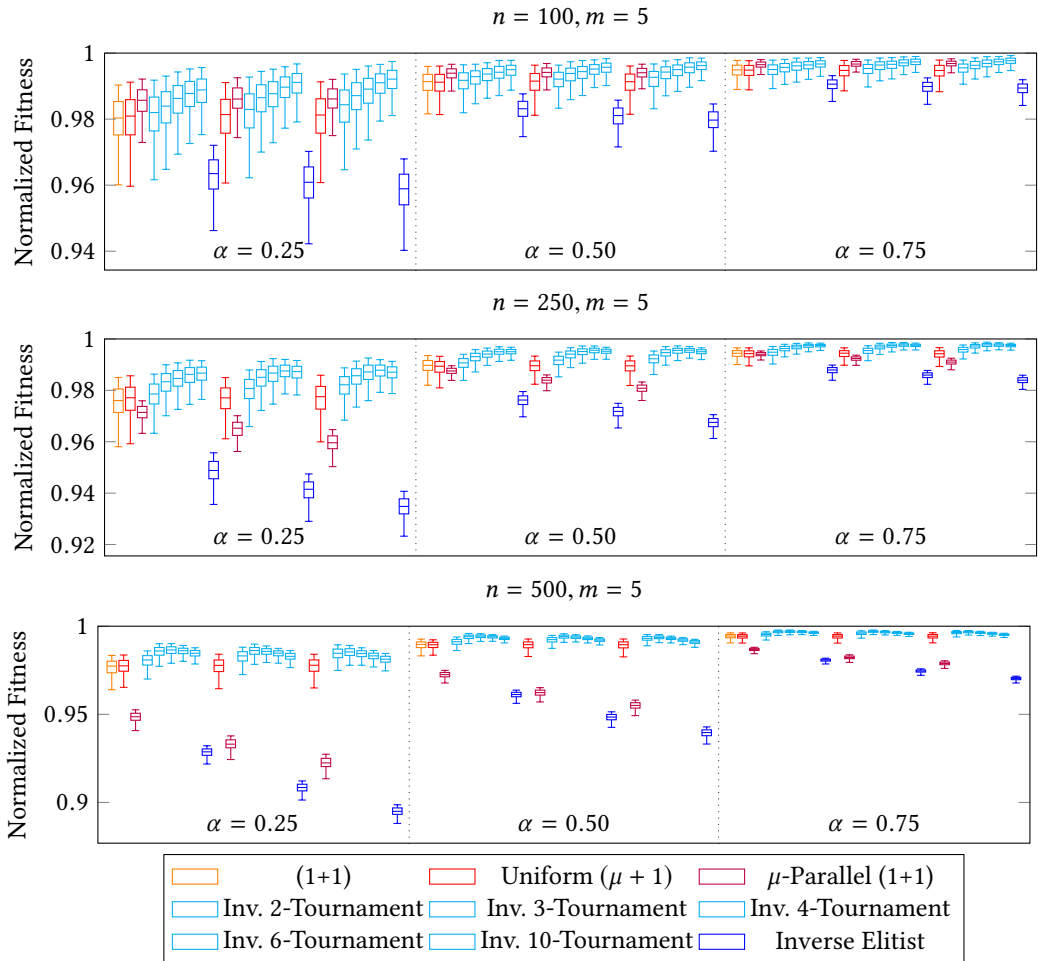 n = 100, m = 5
Normalized Fitness
1
0.98
0.96
0.94
α = 0.25
α = 0.50
α = 0.75
n = 250, m = 5
Normalized Fitness
1
0.98
0.96
0.94
0.92
α = 0.25
α = 0.50
α = 0.75
n = 500, m = 5
Normalized Fitness
1
0.95
0.9
α = 0.25
α = 0.50
α = 0.75
(1+1) Uniform (μ + 1) μ-Parallel (1+1)
Inv. 2-Tournament Inv. 3-Tournament Inv. 4-Tournament
Inv. 6-Tournament Inv. 10-Tournament Inverse Elitist